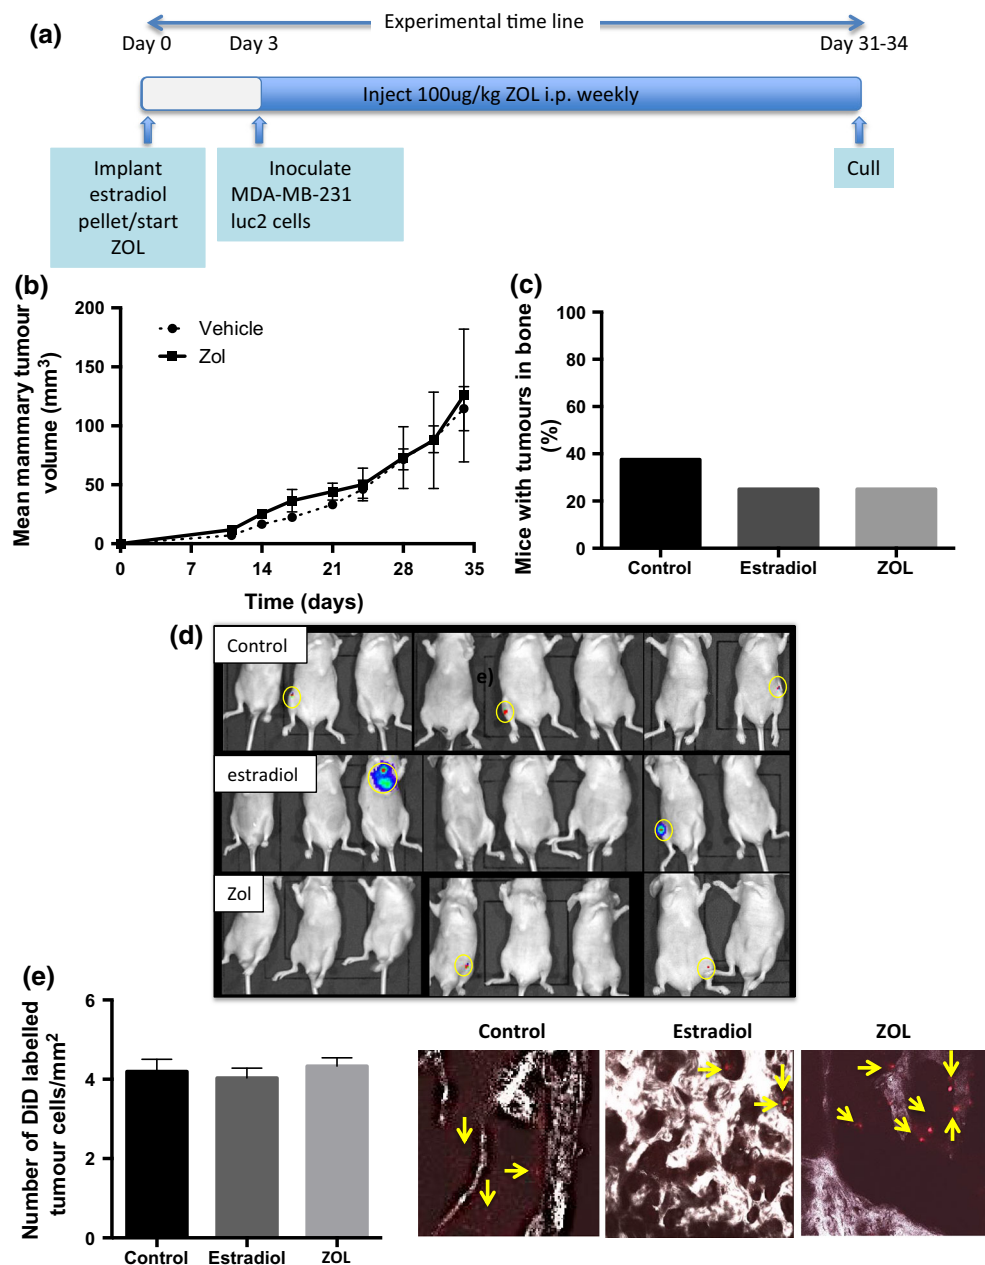 (a)
Experimental time line
Day 0
Day 3
Day 31-34
Inject 100ug/kg ZOL i.p. weekly
Implant
estradiol
pellet/start
ZOL
Inoculate
MDA-MB-231
luc2 cells
Cull
(b)
Mean mammary tumour
volume (mm³)
200
150
100
50
0
Vehicle
Zol
0
7
14
21
28
35
Time (days)
(c)
Mice with tumours in bone
(%)
100
80
60
40
20
0
Control
Estradiol
ZOL
(d)
Control
e)
estradiol
Zol
(e)
Number of DiD labelled
tumour cells/mm²
6
4
2
0
Control
Estradiol
ZOL
Control
Estradiol
ZOL